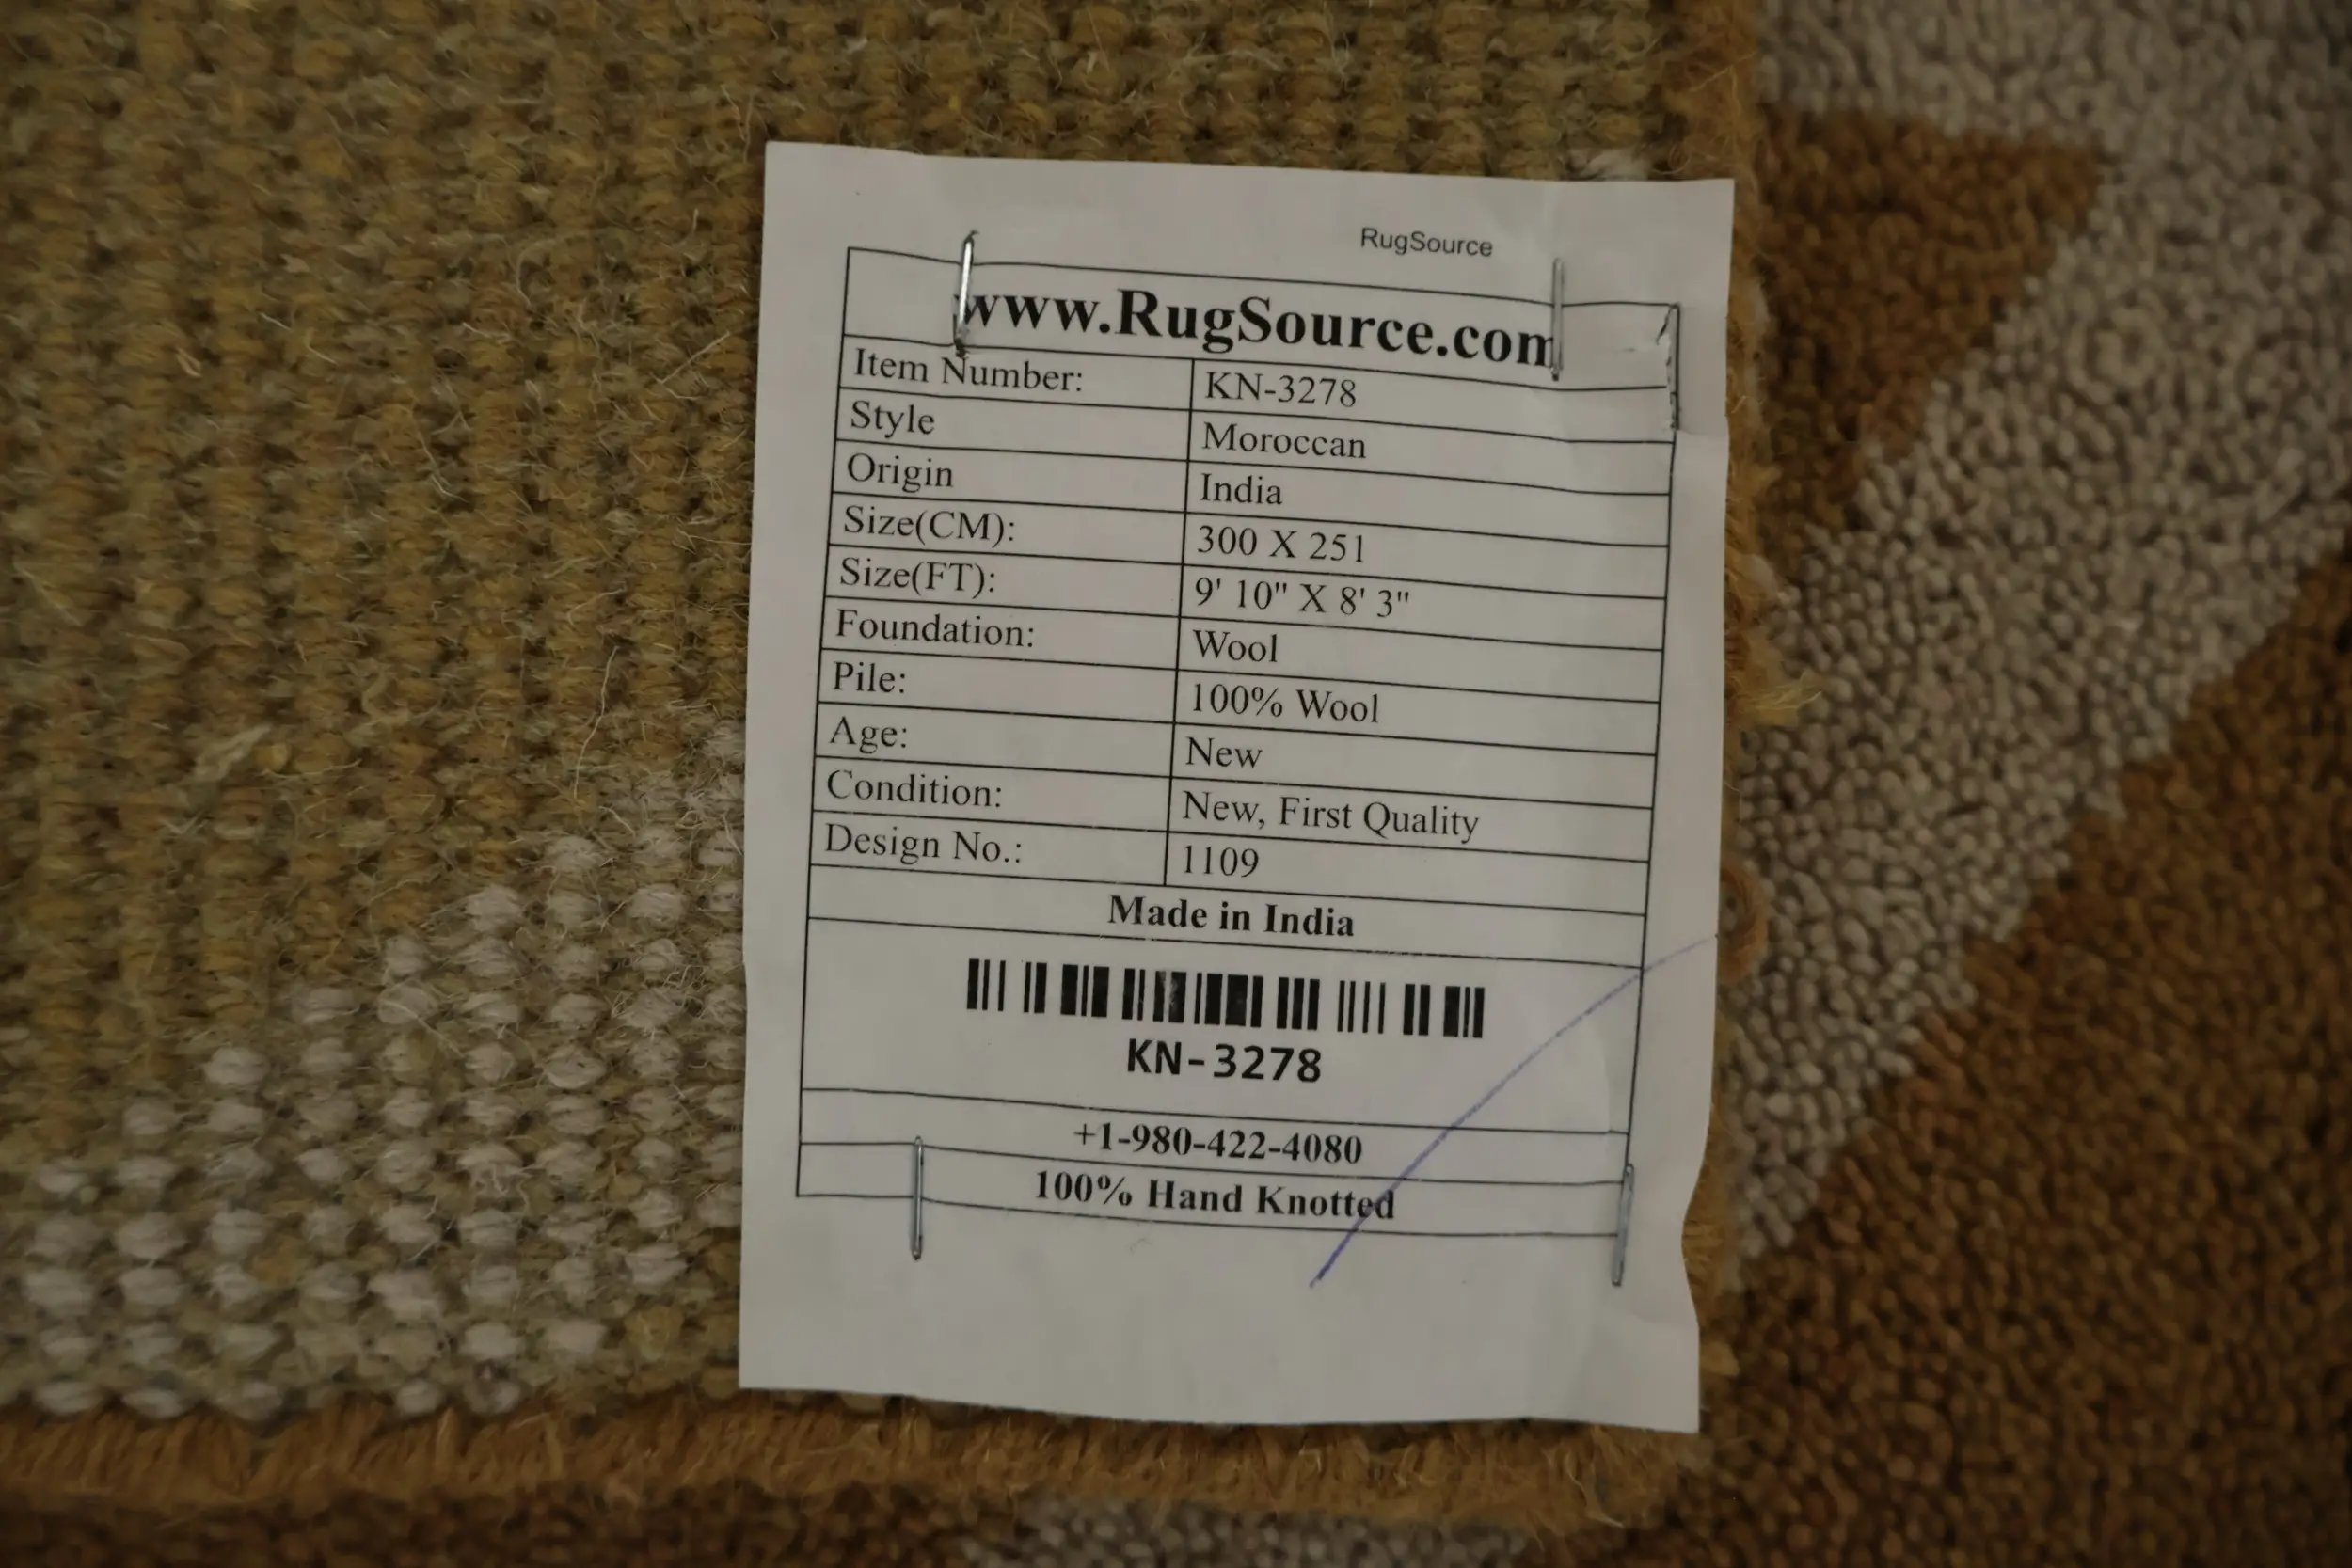 RugSource
www.RugSource.com
Item Number: KN-3278
Style Moroccan
Origin India
Size(CM): 300 X 251
Size(FT): 9' 10" X 8' 3"
Foundation: Wool
Pile: 100% Wool
Age: New
Condition: New, First Quality
Design No.: 1109
Made in India
KN-3278
+1-980-422-4080
100% Hand Knotted